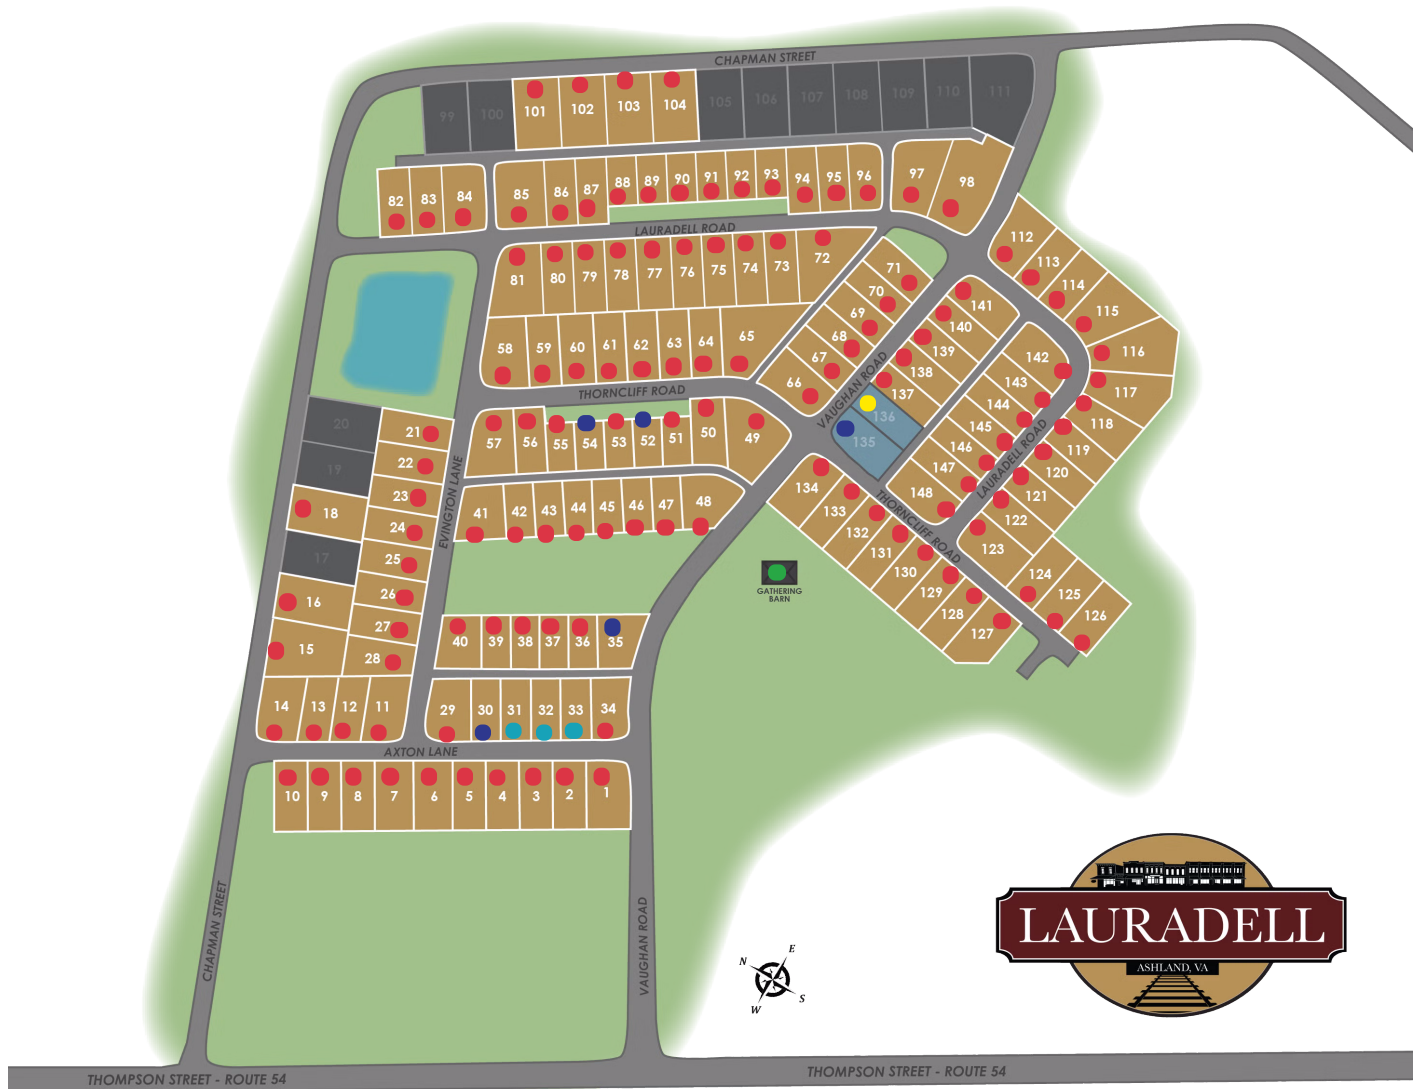 CHAPMAN STREET
99 100 101 102 103 104 105 106 107 108 109 110 111
82 83 84 85 86 87 88 89 90 91 92 93 94 95 96 97 98
LAURADELL ROAD
81 80 79 78 77 76 75 74 73 72
71
70
69
68
67
66
112
113
114
115
116
117
118
119
120
121
122
123
124
125
126
141
140
139
138
137
136
135
142
143
144
145
146
147
148
58 59 60 61 62 63 64 65
THORNCLIFF ROAD
VAUGHAN ROAD
LAURADELL ROAD
THORNCLIFF ROAD
57 56 55 54 53 52 51 50 49
EVINGTON LANE
41 42 43 44 45 46 47 48
134
133
132
131
130
129
128
127
20
19
18
17
16
15
21
22
23
24
25
26
27
28
GATHERING
BARN
40 39 38 37 36 35
14 13 12 11
29 30 31 32 33 34
AXTON LANE
10 9 8 7 6 5 4 3 2 1
CHAPMAN STREET
VAUGHAN ROAD
N E
W S
LAURADELL
ASHLAND, VA
THOMPSON STREET - ROUTE 54
THOMPSON STREET - ROUTE 54